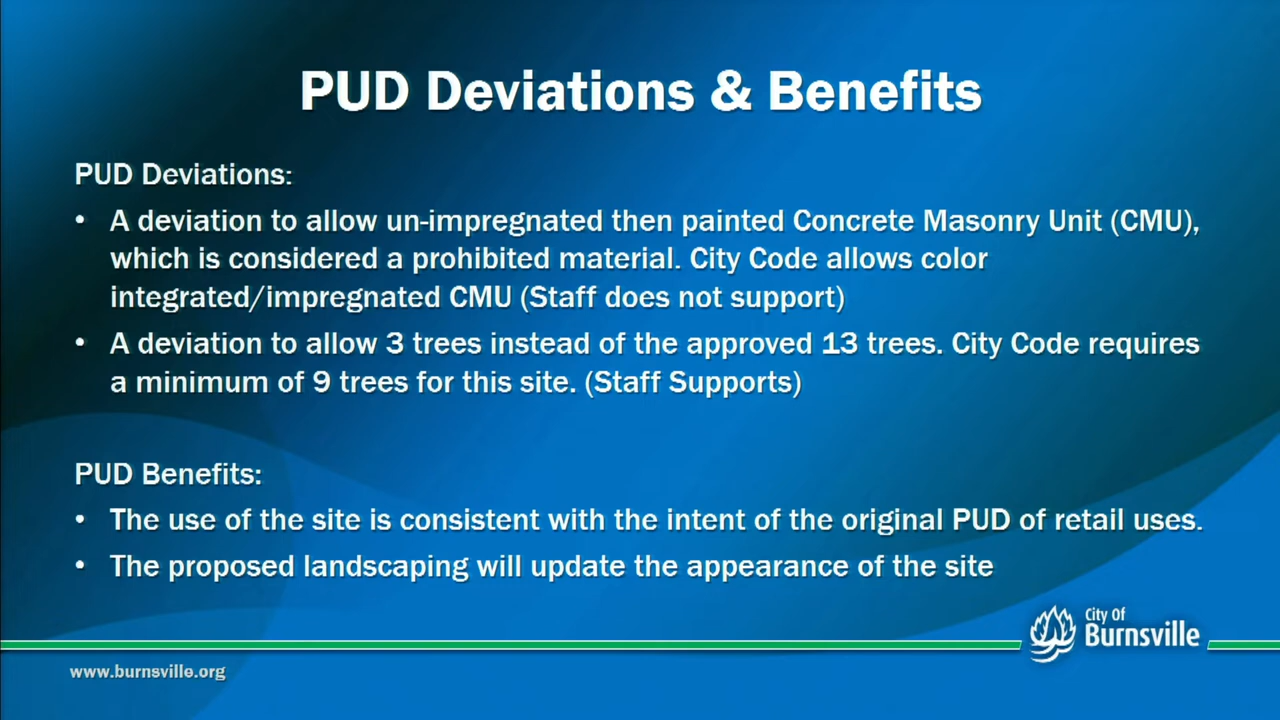 PUD Deviations & Benefits
PUD Deviations:
• A deviation to allow un-impregnated then painted Concrete Masonry Unit (CMU),
which is considered a prohibited material. City Code allows color
integrated/impregnated CMU (Staff does not support)
• A deviation to allow 3 trees instead of the approved 13 trees. City Code requires
a minimum of 9 trees for this site. (Staff Supports)
PUD Benefits:
• The use of the site is consistent with the intent of the original PUD of retail uses.
• The proposed landscaping will update the appearance of the site
City Of
Burnsville
www.burnsville.org